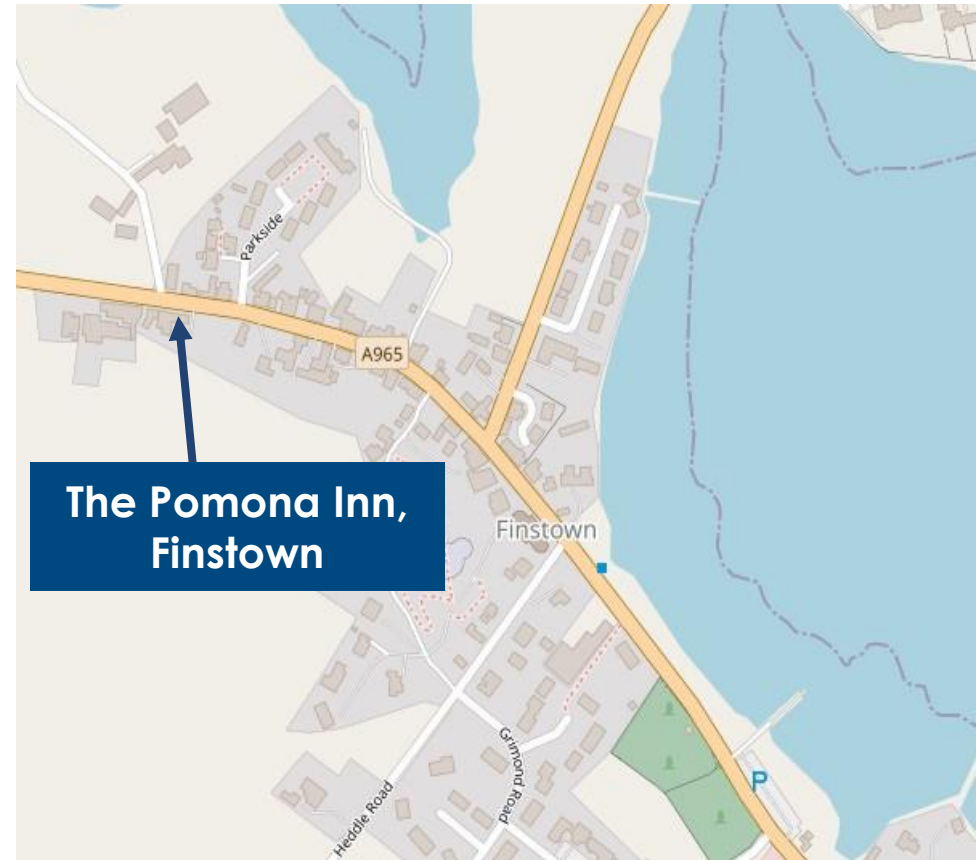 Parkside
A965
The Pomona Inn,
Finstown
Finstown
Grimond Road
Heddle Road
P